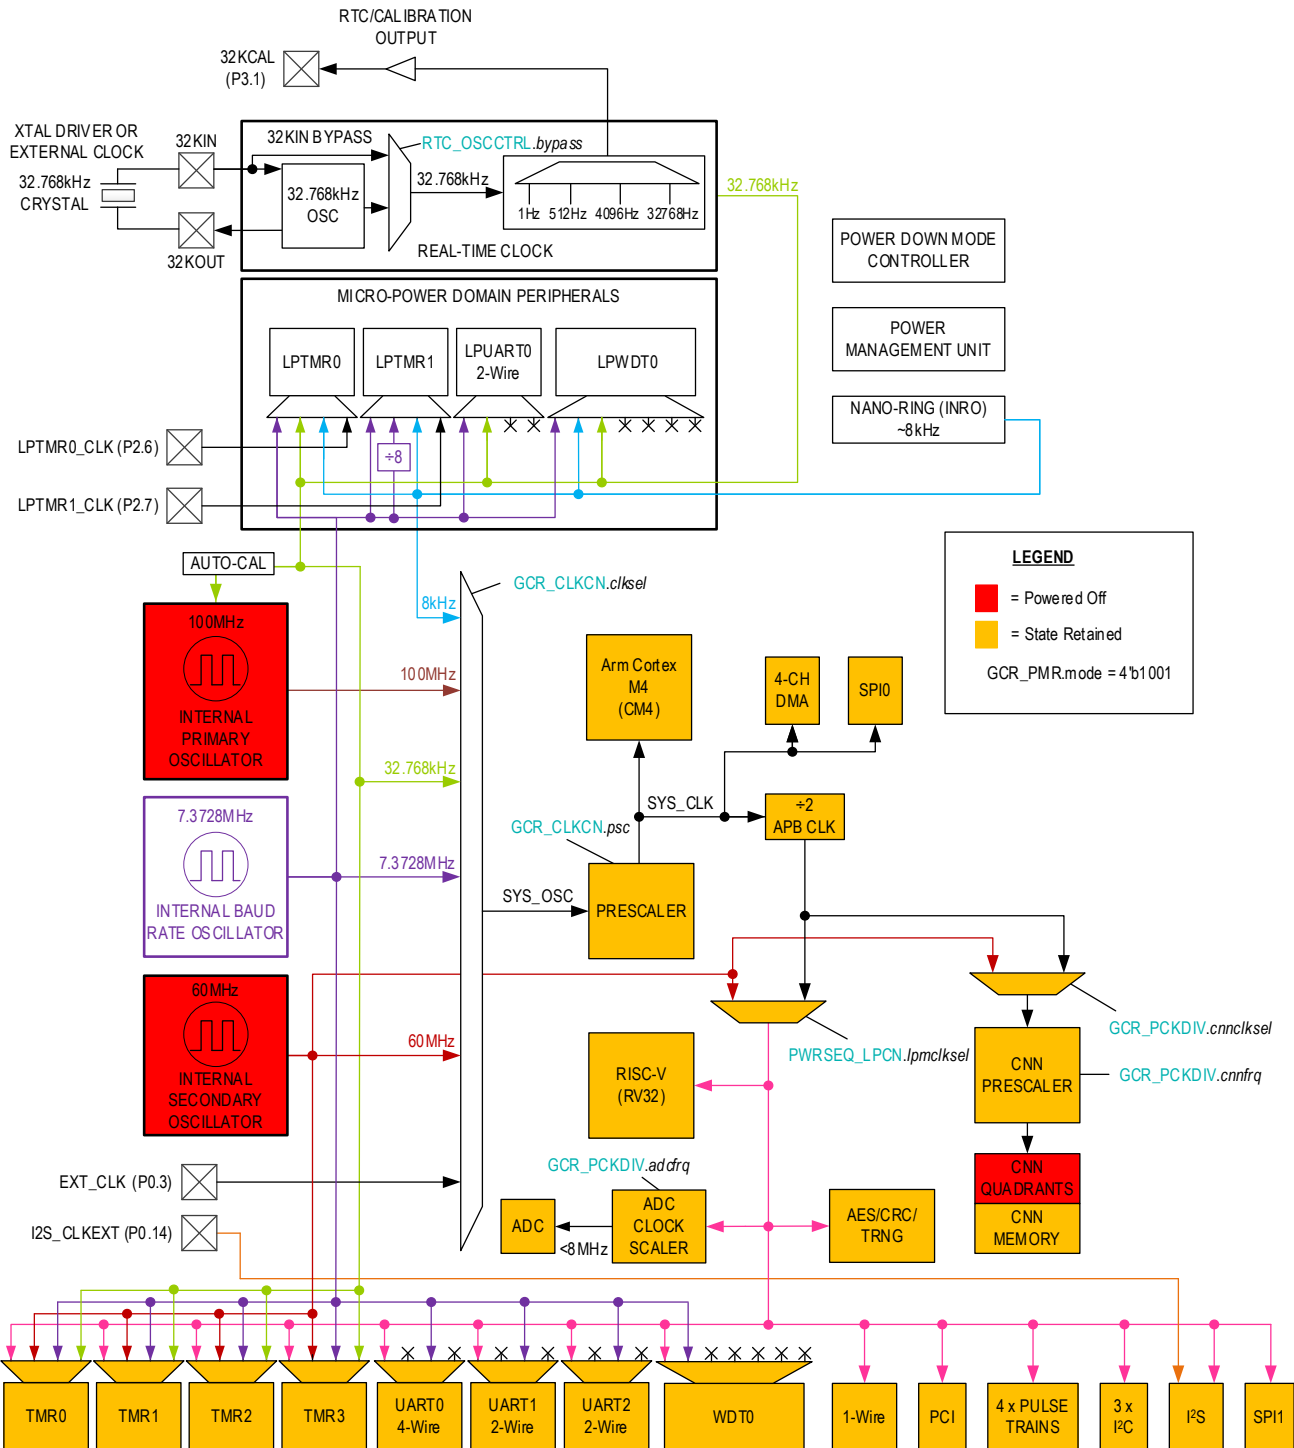 RTC/CALIBRATION
OUTPUT
32KCAL
(P3.1)
XTAL DRIVER OR
EXTERNAL CLOCK
32KIN
32.768kHz
CRYSTAL
32KOUT
32KIN BYPASS
RTC_OSCCTRL.bypass
32.768kHz
OSC
32.768kHz
1Hz 512Hz 4096Hz 32768Hz
REAL-TIME CLOCK
32.768kHz
POWER DOWN MODE
CONTROLLER
POWER
MANAGEMENT UNIT
NANO-RING (INRO)
~8kHz
MICRO-POWER DOMAIN PERIPHERALS
LPTMR0
LPTMR1
LPUART0
2-Wire
LPWDT0
÷8
LPTMR0_CLK (P2.6)
LPTMR1_CLK (P2.7)
AUTO-CAL
LEGEND
= Powered Off
= State Retained
GCR_PMR.mode = 4'b1001
GCR_CLKCN.clksel
8kHz
100MHz
INTERNAL
PRIMARY
OSCILLATOR
100MHz
32.768kHz
7.3728MHz
INTERNAL BAUD
RATE OSCILLATOR
7.3728MHz
60MHz
INTERNAL
SECONDARY
OSCILLATOR
60MHz
EXT_CLK (P0.3)
I2S_CLKEXT (P0.14)
SYS_OSC
GCR_CLKCN.psc
PRESCALER
Arm Cortex
M4
(CM4)
4-CH
DMA
SPI0
SYS_CLK
÷2
APB CLK
PWRSEQ_LPCN.lpmclksel
GCR_PCKDIV.cnnclksel
CNN
PRESCALER
GCR_PCKDIV.cnnfrq
CNN
QUADRANTS
CNN
MEMORY
RISC-V
(RV32)
GCR_PCKDIV.adcfrq
ADC
<8MHz
ADC
CLOCK
SCALER
AES/CRC/
TRNG
TMR0
TMR1
TMR2
TMR3
UART0
4-Wire
UART1
2-Wire
UART2
2-Wire
WDT0
1-Wire
PCI
4 x PULSE
TRAINS
3 x
I²C
I²S
SPI1